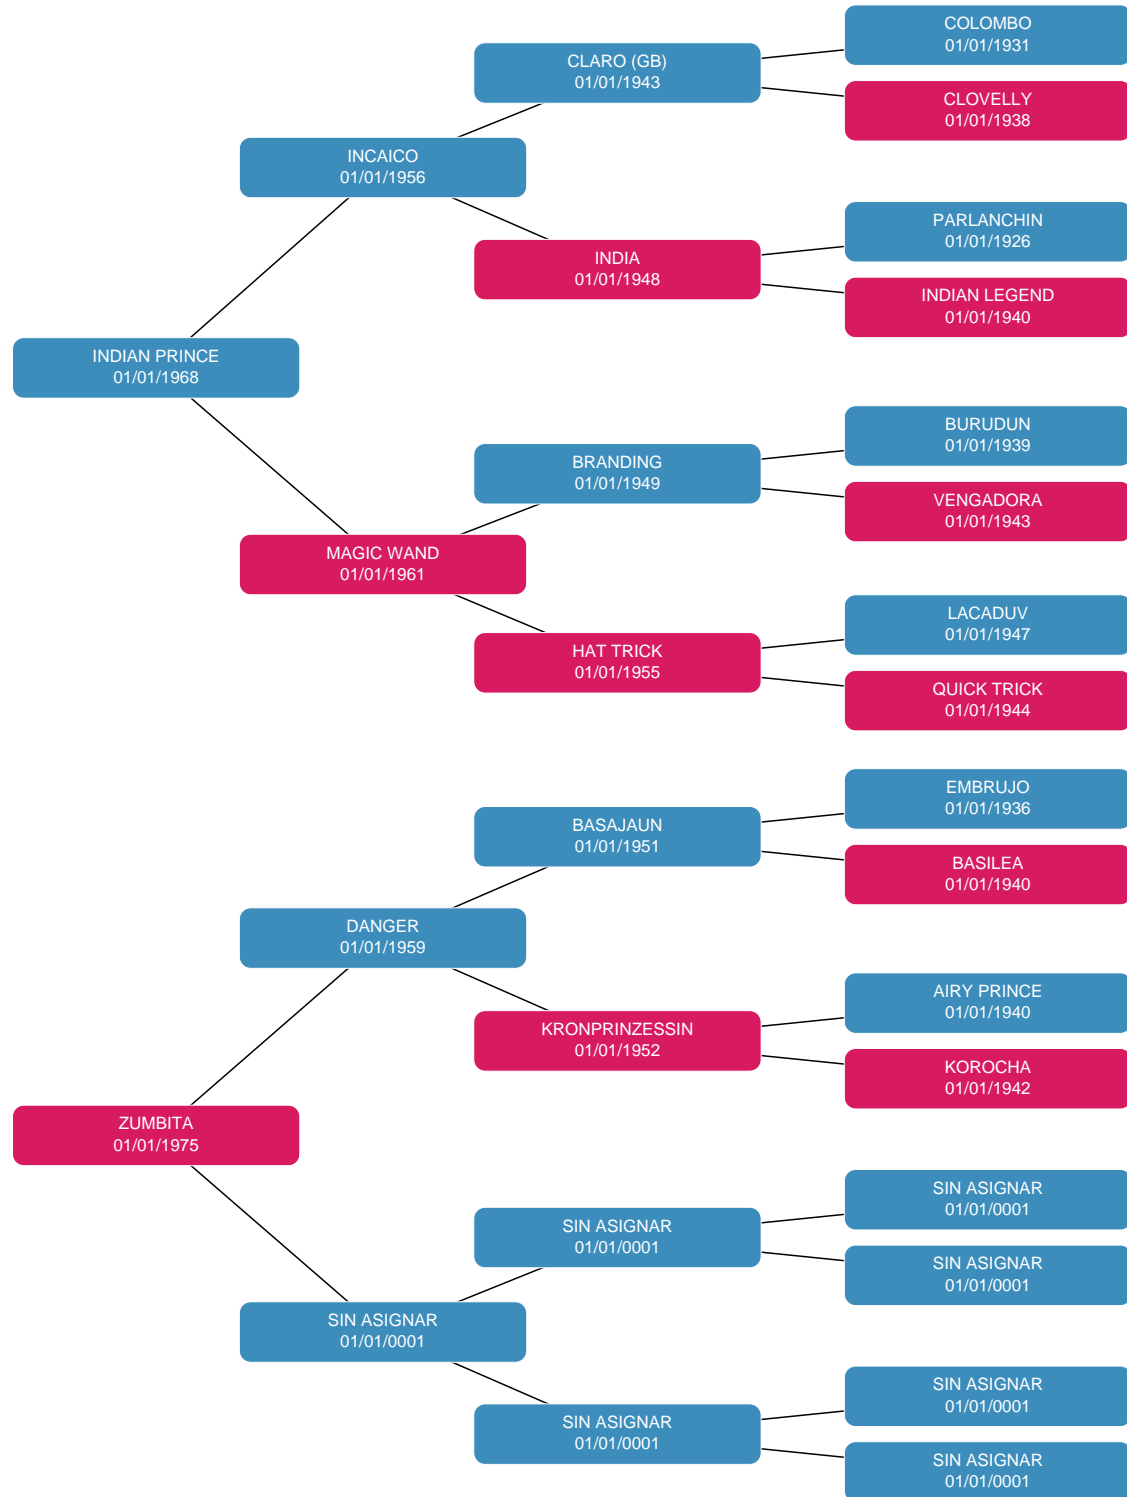 COLOMBO
01/01/1931
CLARO (GB)
01/01/1943
CLOVELLY
01/01/1938
INCAICO
01/01/1956
PARLANCHIN
01/01/1926
INDIA
01/01/1948
INDIAN LEGEND
01/01/1940
INDIAN PRINCE
01/01/1968
BURUDUN
01/01/1939
BRANDING
01/01/1949
VENGADORA
01/01/1943
MAGIC WAND
01/01/1961
LACADUV
01/01/1947
HAT TRICK
01/01/1955
QUICK TRICK
01/01/1944
EMBRUJO
01/01/1936
BASAJAUN
01/01/1951
BASILEA
01/01/1940
DANGER
01/01/1959
AIRY PRINCE
01/01/1940
KRONPRINZESSIN
01/01/1952
KOROCHA
01/01/1942
ZUMBITA
01/01/1975
SIN ASIGNAR
01/01/0001
SIN ASIGNAR
01/01/0001
SIN ASIGNAR
01/01/0001
SIN ASIGNAR
01/01/0001
SIN ASIGNAR
01/01/0001
SIN ASIGNAR
01/01/0001
SIN ASIGNAR
01/01/0001